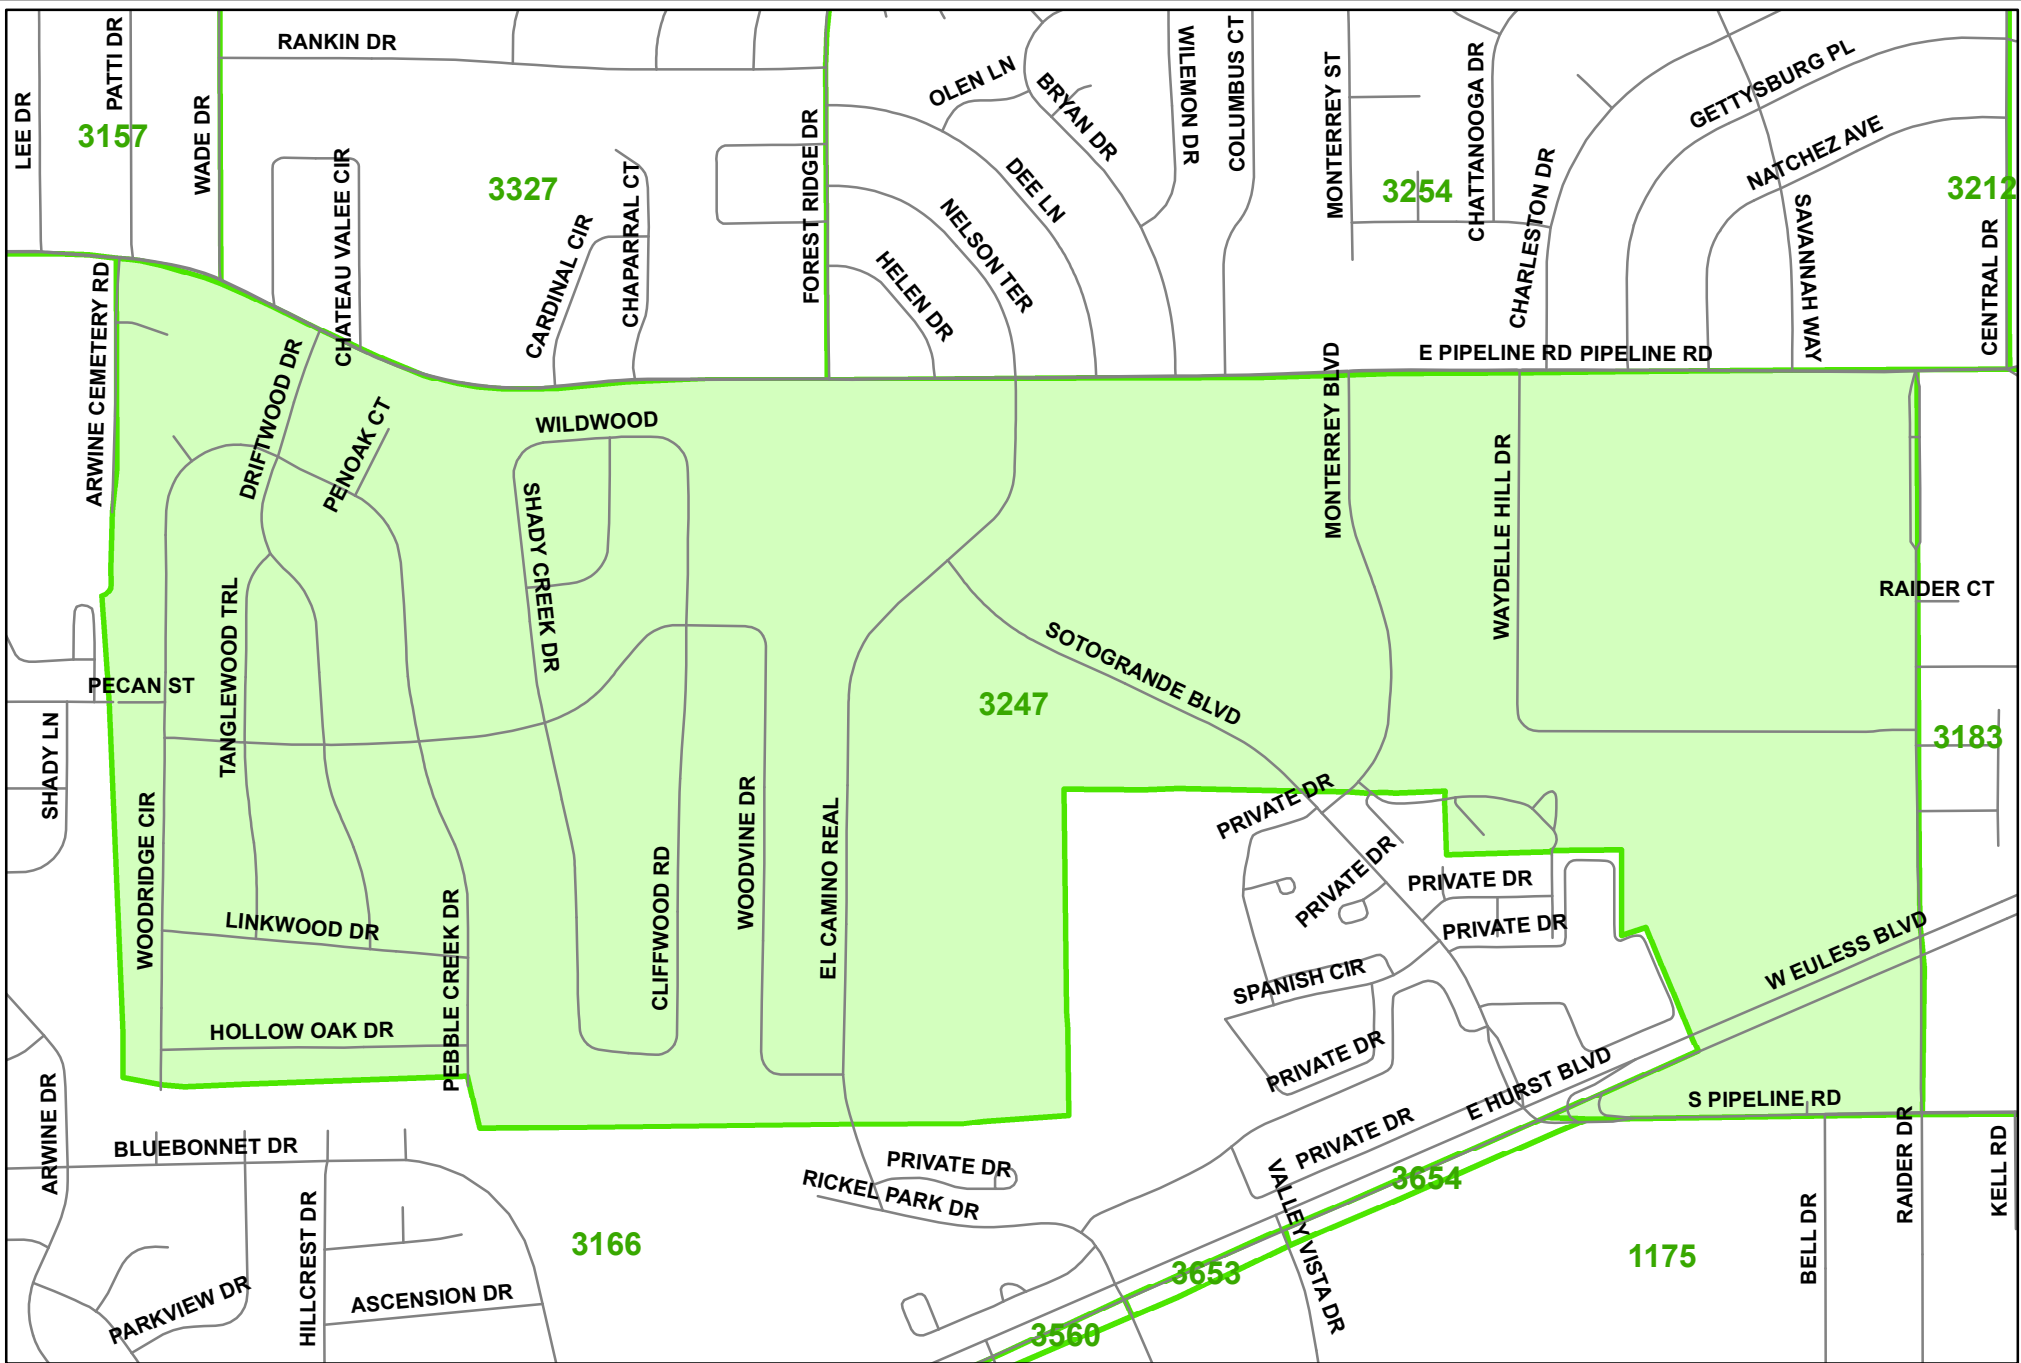 RANKIN DR
PATTI DR
LEE DR
3157
WADE DR
CHATEAU VALEE CIR
3327
CARDINAL CIR
CHAPARRAL CT
FOREST RIDGE DR
OLEN LN
BRYAN DR
WILEMON DR
COLUMBUS CT
MONTERREY ST
CHATTANOOGA DR
3254
CHARLESTON DR
GETTYSBURG PL
NATCHEZ AVE
3212
SAVANNAH WAY
CENTRAL DR
DEE LN
NELSON TER
HELEN DR
E PIPELINE RD
PIPELINE RD
ARWINE CEMETERY RD
DRIFTWOOD DR
PENOAK CT
WILDWOOD
SHADY CREEK DR
MONTERREY BLVD
WAYDELLE HILL DR
RAIDER CT
TANGLEWOOD TRL
PECAN ST
SHADY LN
SOTOGRANDE BLVD
3247
3183
WOODRIDGE CIR
LINKWOOD DR
PEBBLE CREEK DR
CLIFFWOOD RD
WOODVINE DR
EL CAMINO REAL
PRIVATE DR
PRIVATE DR
PRIVATE DR
PRIVATE DR
SPANISH CIR
W EULESS BLVD
HOLLOW OAK DR
PRIVATE DR
E HURST BLVD
S PIPELINE RD
ARWINE DR
BLUEBONNET DR
PRIVATE DR
PRIVATE DR
RICKEL PARK DR
VALLEY VISTA DR
3654
RAIDER DR
KELL RD
BELL DR
HILLCREST DR
3166
3653
1175
PARKVIEW DR
ASCENSION DR
3560